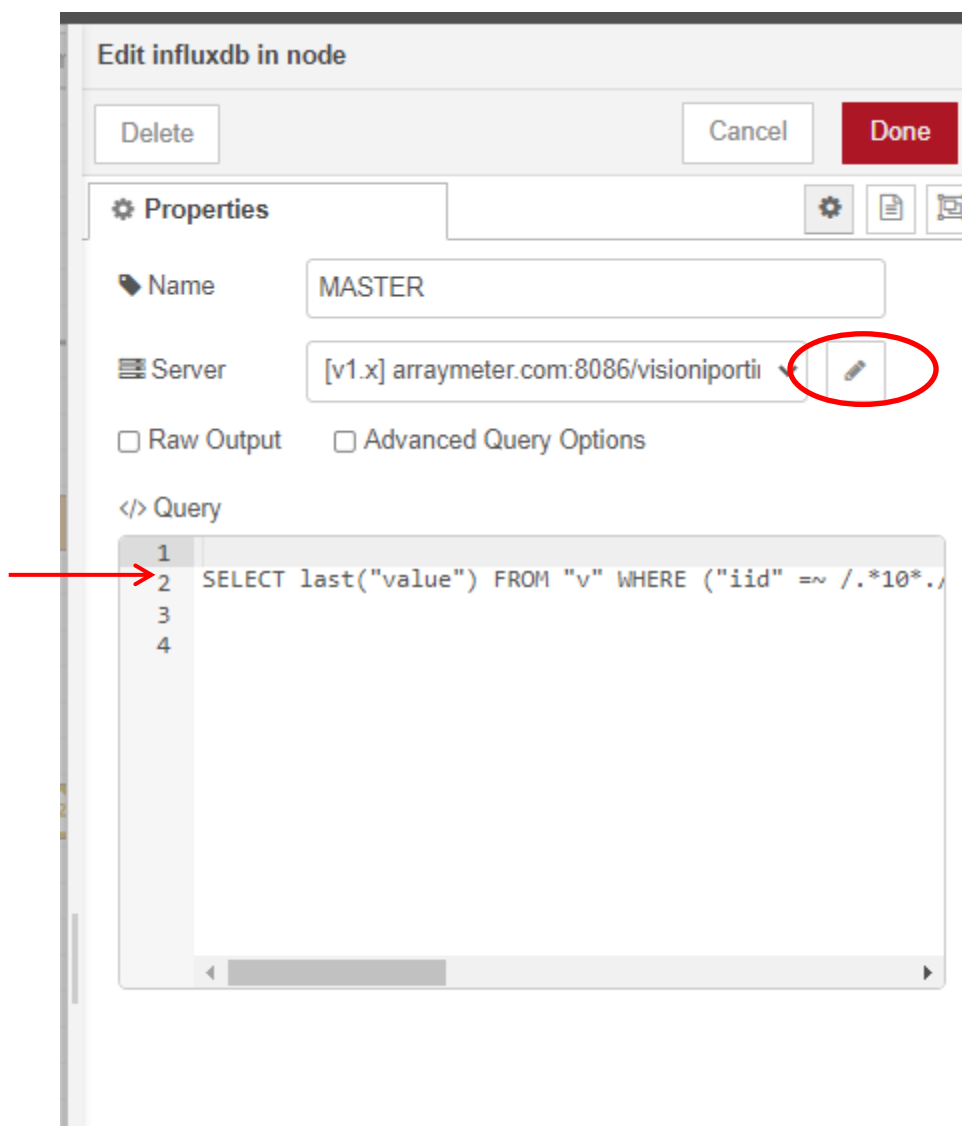 Edit influxdb in node
Delete Cancel Done
Properties
Name MASTER
Server [v1.x] arraymeter.com:8086/visioniportii
Raw Output Advanced Query Options
</> Query
1
2 SELECT last("value") FROM "v" WHERE ("iid" =~ /.*10*./
3
4